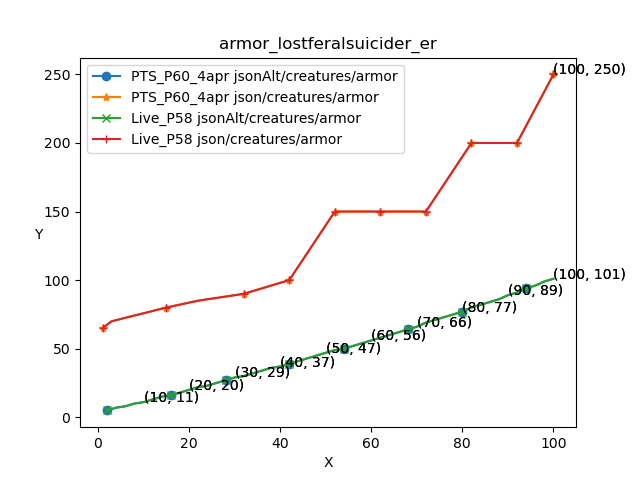 armor_lostferalsuicider_er
PTS_P60_4apr jsonAlt/creatures/armor
PTS_P60_4apr json/creatures/armor
Live_P58 jsonAlt/creatures/armor
Live_P58 json/creatures/armor
Y
250
200
150
100
50
0
(100, 250)
(100, 101)
(90, 89)
(80, 77)
(70, 66)
(60, 56)
(50, 47)
(40, 37)
(30, 29)
(20, 20)
(10, 11)
0 20 40 60 80 100
X